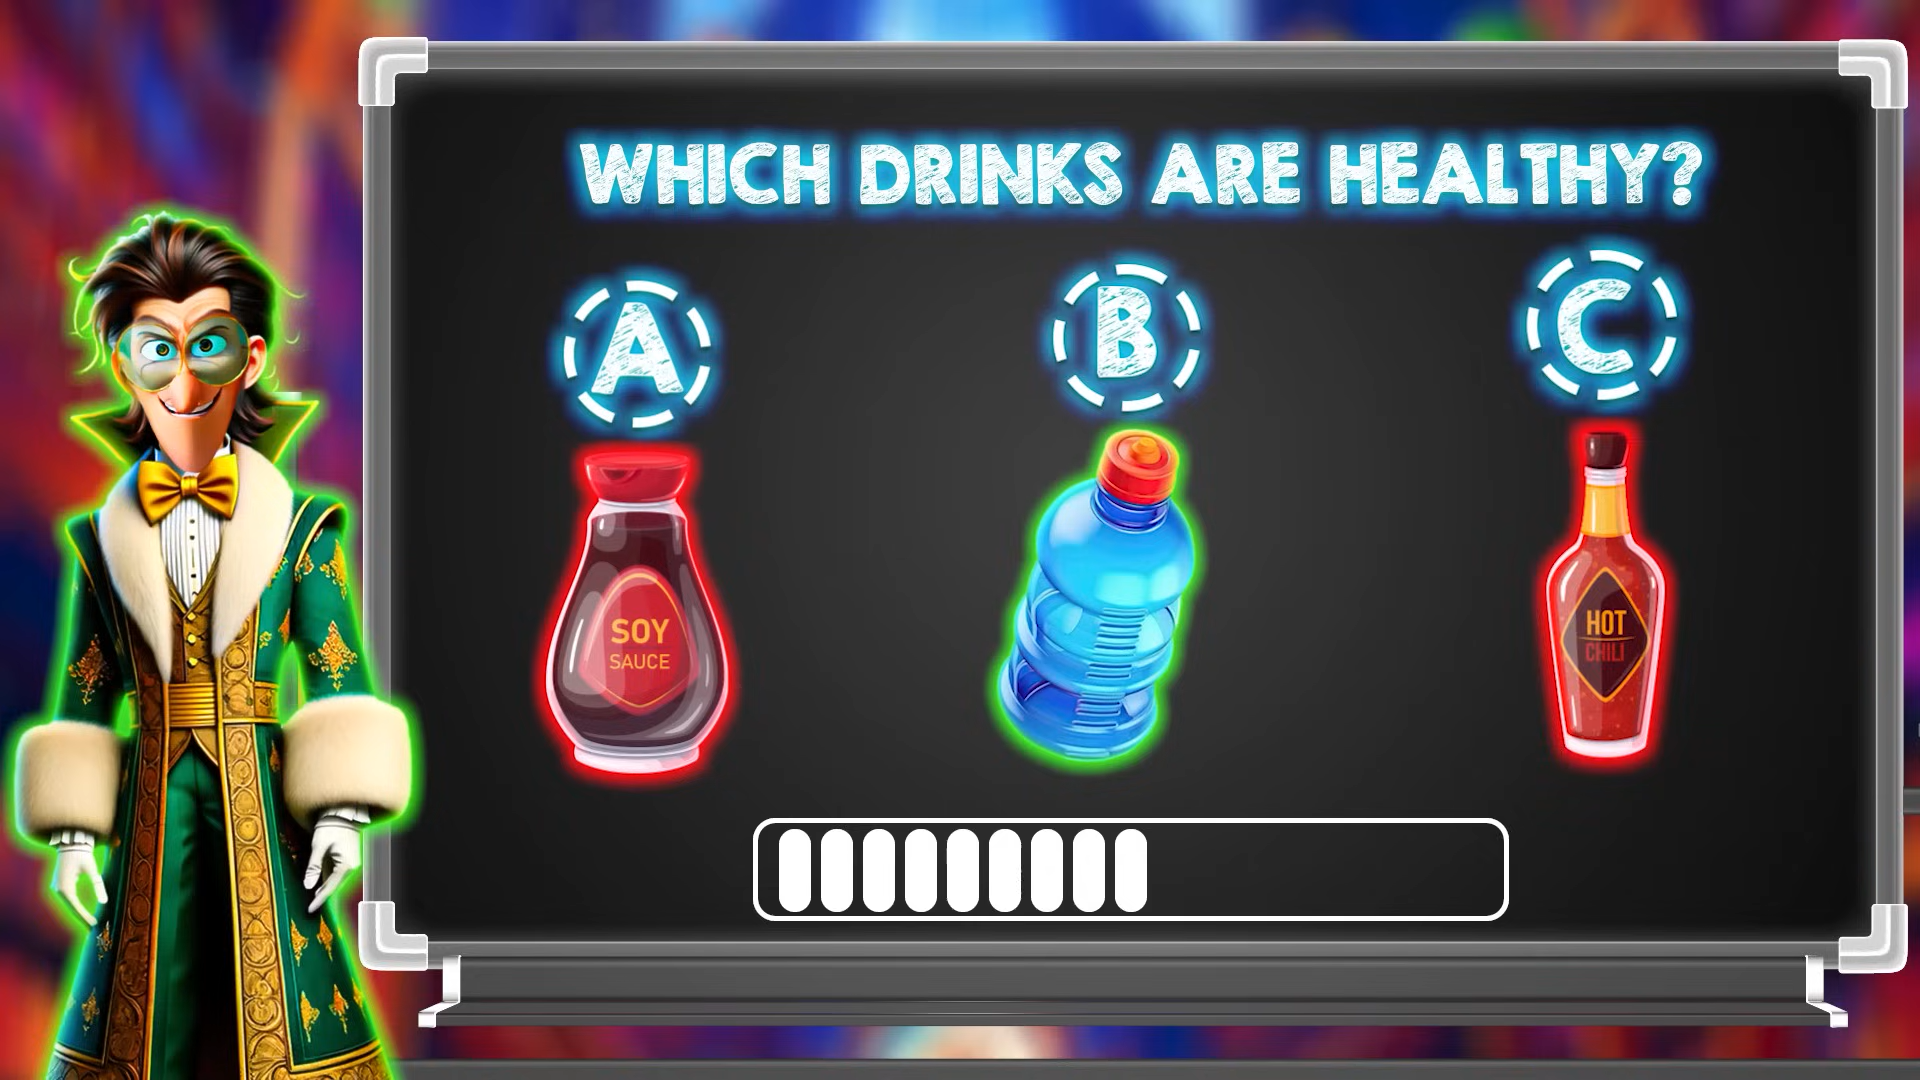 WHICH DRINKS ARE HEALTHY?
A
B
C
SOY
SAUCE
HOT
CHILI